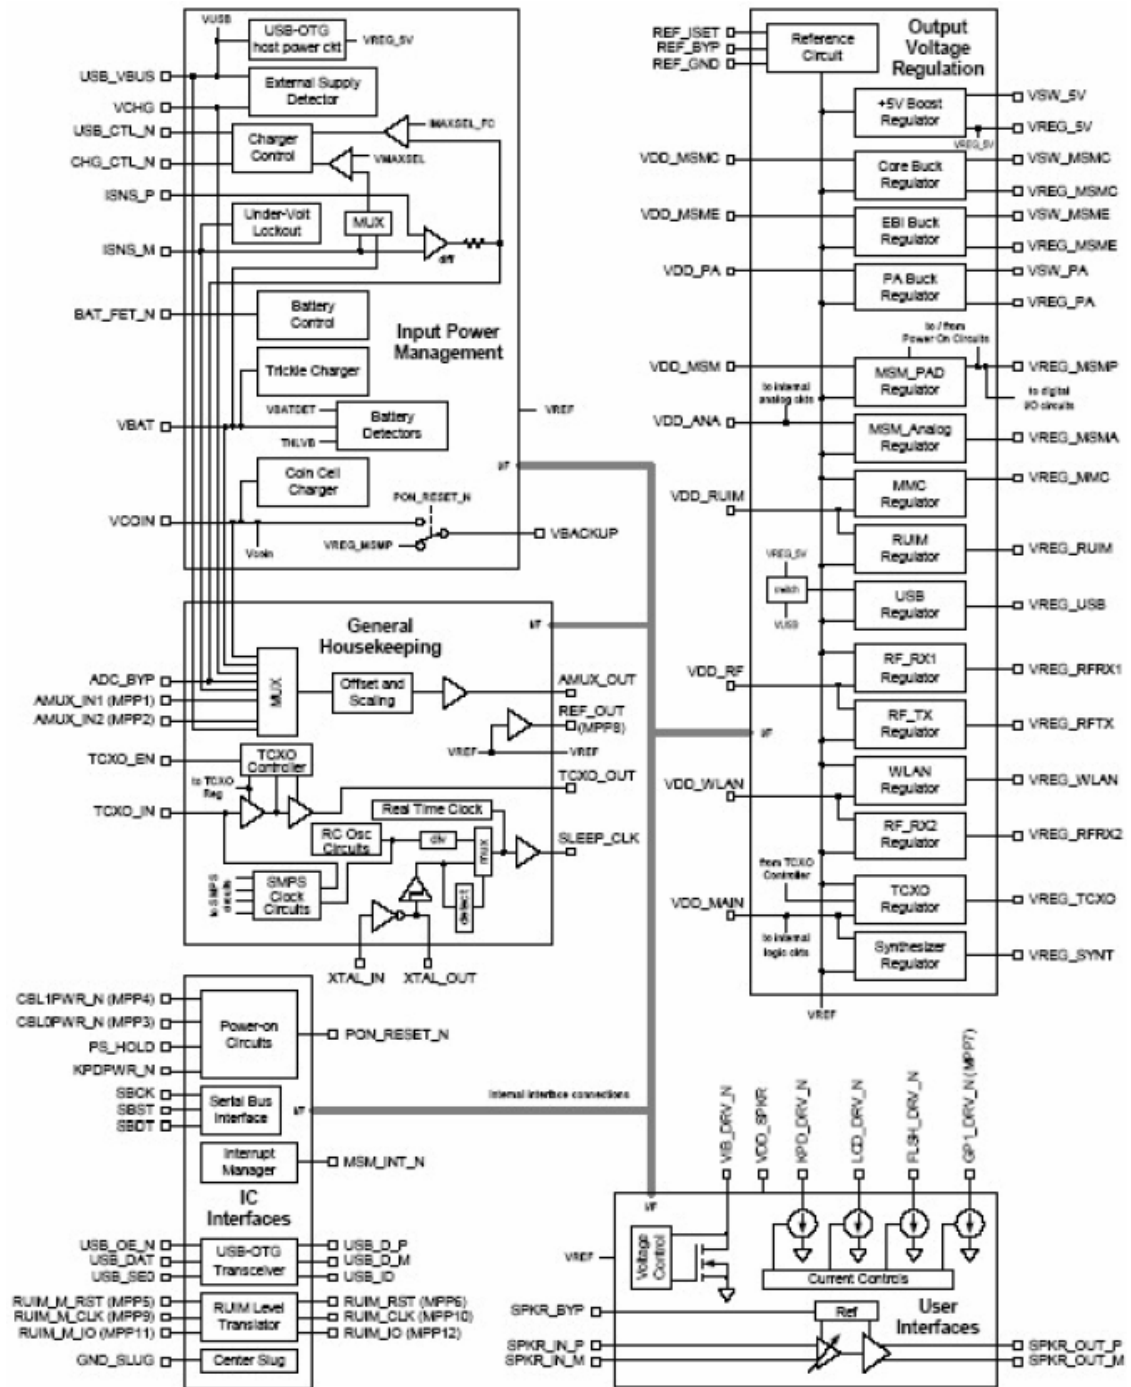 VUSB
USB-OTG
host power ckt
VREG_5V
USB_VBUS
External Supply
Detector
VCHG
USB_CTL_N
Charger
Control
IMAXSEL_FC
CHG_CTL_N
VMAXSEL
ISNS_P
Under-Volt
Lockout
MUX
ISNS_M
diff
BAT_FET_N
Battery
Control
Input Power
Management
Trickle Charger
VBATDET
VREF
VBAT
Battery
Detectors
THLVB
I/F
Coin Cell
Charger
PON_RESET_N
VCOIN
VBACKUP
Vcoin
VREG_MSMP
General
Housekeeping
I/F
ADC_BYP
AMUX_IN1 (MPP1)
AMUX_IN2 (MPP2)
MUX
Offset and
Scaling
AMUX_OUT
REF_OUT
(MPP8)
VREF
VREF
TCXO_EN
TCXO
Controller
to TCXO
Reg
TCXO_OUT
TCXO_IN
Real Time Clock
RC Osc
Circuits
div
mux
SLEEP_CLK
to SMPS
circuits
SMPS
Clock
Circuits
detect
XTAL_IN
XTAL_OUT
CBL1PWR_N (MPP4)
CBL0PWR_N (MPP3)
PS_HOLD
KPDPWR_N
Power-on
Circuits
PON_RESET_N
SBCK
SBST
SBDT
Serial Bus
Interface
I/F
Internal interface connections
Interrupt
Manager
MSM_INT_N
IC
Interfaces
USB_OE_N
USB_DAT
USB_SE0
USB-OTG
Transceiver
USB_D_P
USB_D_M
USB_ID
RUIM_M_RST (MPP5)
RUIM_M_CLK (MPP9)
RUIM_M_IO (MPP11)
RUIM Level
Translator
RUIM_RST (MPP6)
RUIM_CLK (MPP10)
RUIM_IO (MPP12)
GND_SLUG
Center Slug
REF_ISET
REF_BYP
REF_GND
Reference
Circuit
Output
Voltage
Regulation
+5V Boost
Regulator
VSW_5V
VREG_5V
VREG_5V
VDD_MSMC
Core Buck
Regulator
VSW_MSMC
VREG_MSMC
VDD_MSME
EBI Buck
Regulator
VSW_MSME
VREG_MSME
VDD_PA
PA Buck
Regulator
VSW_PA
VREG_PA
to / from
Power On Circuits
VDD_MSM
MSM_PAD
Regulator
VREG_MSMP
to internal
analog ckts
to digital
I/O circuits
VDD_ANA
MSM_Analog
Regulator
VREG_MSMA
VDD_RUIM
MMC
Regulator
VREG_MMC
RUIM
Regulator
VREG_RUIM
VREG_5V
switch
VUSB
USB
Regulator
VREG_USB
VDD_RF
RF_RX1
Regulator
VREG_RFRX1
RF_TX
Regulator
VREG_RFTX
I/F
VDD_WLAN
WLAN
Regulator
VREG_WLAN
RF_RX2
Regulator
VREG_RFRX2
from TCXO
Controller
TCXO
Regulator
VREG_TCXO
VDD_MAIN
to internal
logic ckts
Synthesizer
Regulator
VREG_SYNT
VREF
VIB_DRV_N
VDD_SPKR
KPD_DRV_N
LCD_DRV_N
FLSH_DRV_N
GP1_DRV_N (MPP7)
I/F
VREF
Voltage
Control
Current Controls
SPKR_BYP
Ref
User
Interfaces
SPKR_IN_P
SPKR_IN_M
SPKR_OUT_P
SPKR_OUT_M